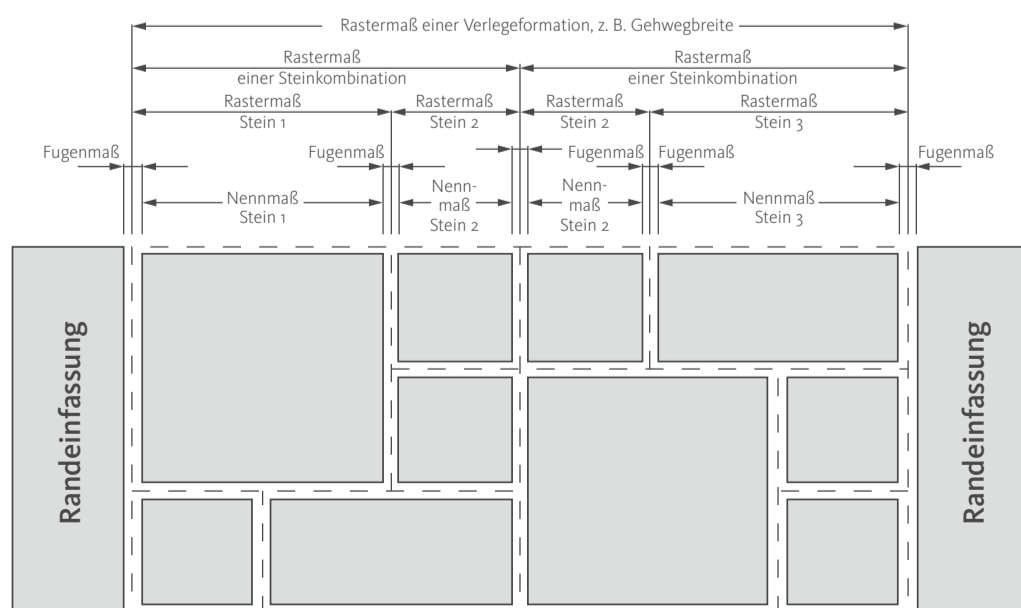 Rastermaß einer Verlegeformation, z. B. Gehwegbreite
Rastermaß
einer Steinkombination
Rastermaß
einer Steinkombination
Rastermaß
Stein 1
Rastermaß
Stein 2
Rastermaß
Stein 2
Rastermaß
Stein 3
Fugenmaß
Fugenmaß
Fugenmaß
Fugenmaß
Fugenmaß
Nennmaß
Stein 1
Nenn-
maß
Stein 2
Nenn-
maß
Stein 2
Nennmaß
Stein 3
Randeinfassung
Randeinfassung